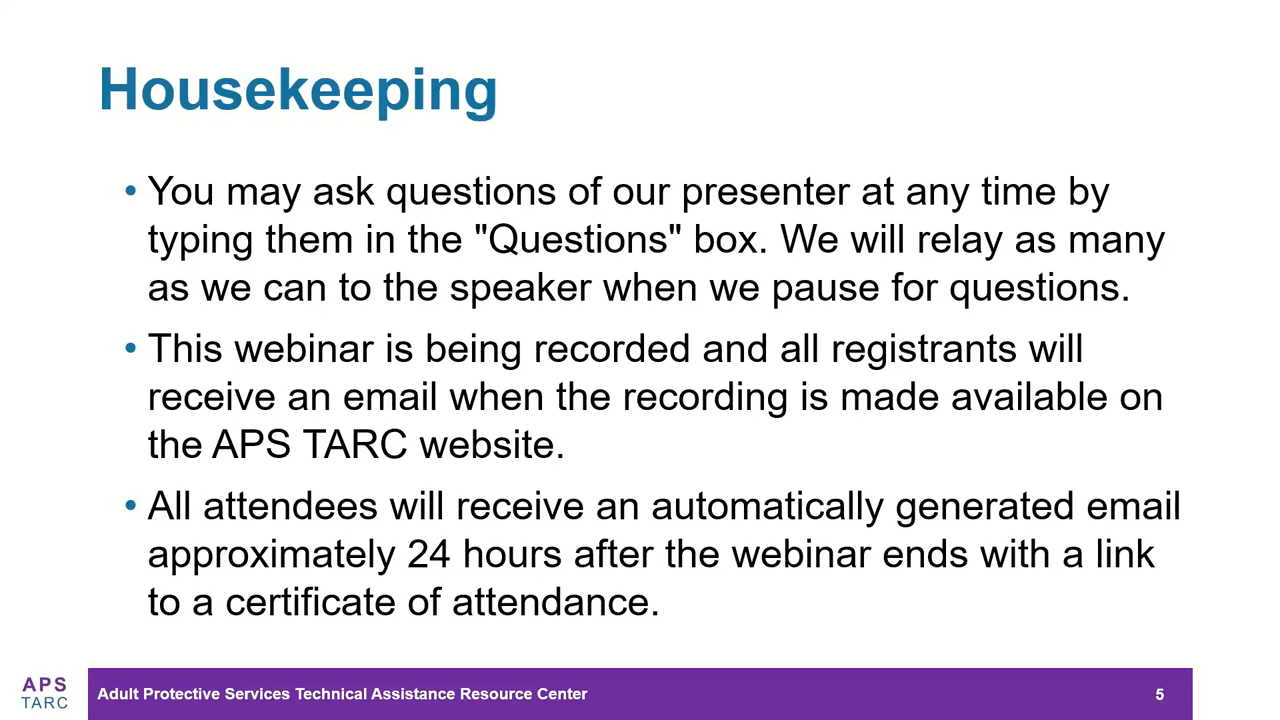 Housekeeping
• You may ask questions of our presenter at any time by
typing them in the "Questions" box. We will relay as many
as we can to the speaker when we pause for questions.
• This webinar is being recorded and all registrants will
receive an email when the recording is made available on
the APS TARC website.
• All attendees will receive an automatically generated email
approximately 24 hours after the webinar ends with a link
to a certificate of attendance.
APS
TARC
Adult Protective Services Technical Assistance Resource Center
5